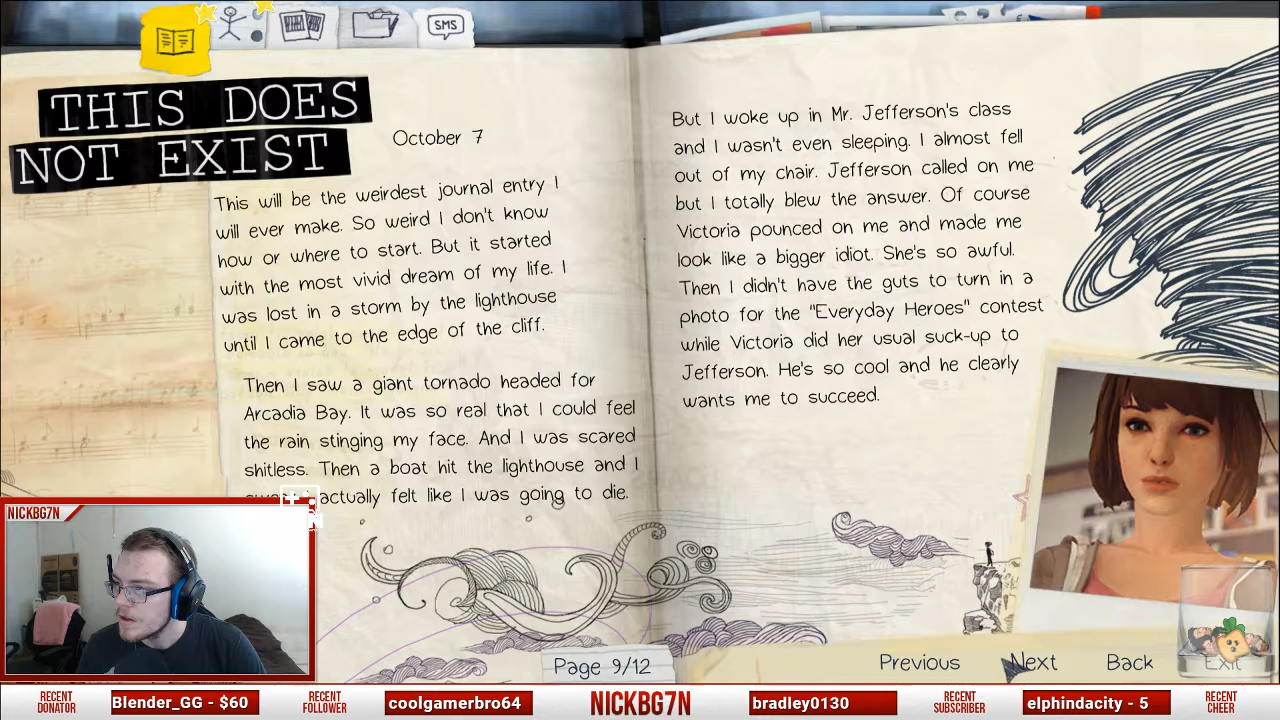 SMS
THIS DOES
NOT EXIST
October 7
This will be the weirdest journal entry I
will ever make. So weird I don't know
how or where to start. But it started
with the most vivid dream of my life. I
was lost in a storm by the lighthouse
until I came to the edge of the cliff.
Then I saw a giant tornado headed for
Arcadia Bay. It was so real that I could feel
the rain stinging my face. And I was scared
shitless. Then a boat hit the lighthouse and I
actually felt like I was going to die.
But I woke up in Mr. Jefferson's class
and I wasn't even sleeping. I almost fell
out of my chair. Jefferson called on me
but I totally blew the answer. Of course
Victoria pounced on me and made me
look like a bigger idiot. She's so awful.
Then I didn't have the guts to turn in a
photo for the "Everyday Heroes" contest
while Victoria did her usual suck-up to
Jefferson. He's so cool and he clearly
wants me to succeed.
NICKBG7N
Page 9/12
Previous
Next
Back
Exit
RECENT DONATOR
Blender_GG - $60
RECENT FOLLOWER
coolgamerbro64
NICKBG7N
bradley0130
RECENT SUBSCRIBER
elphindacity - 5
RECENT CHEER